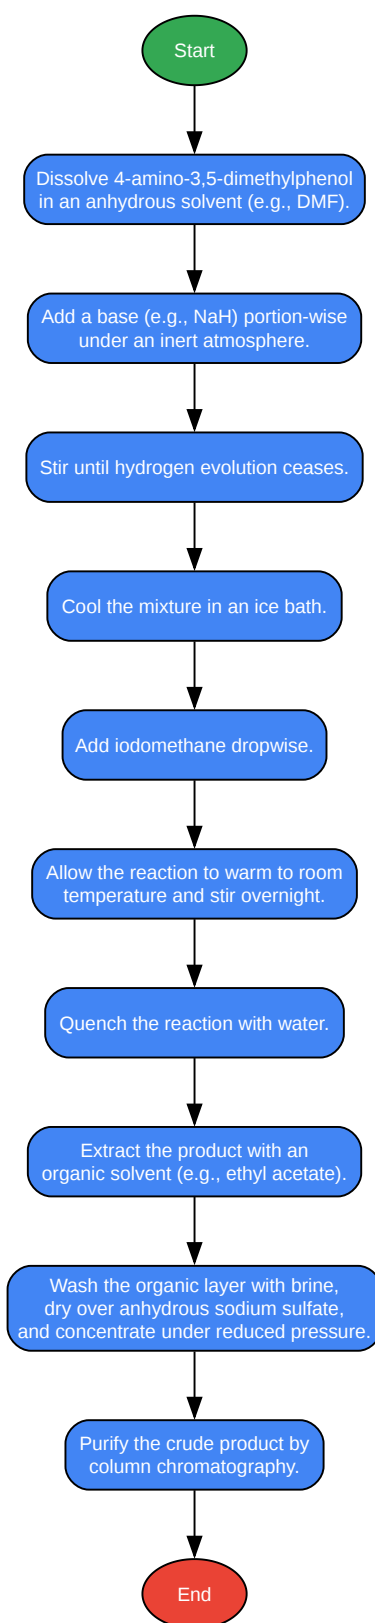 Start
Dissolve 4-amino-3,5-dimethylphenol
in an anhydrous solvent (e.g., DMF).
Add a base (e.g., NaH) portion-wise
under an inert atmosphere.
Stir until hydrogen evolution ceases.
Cool the mixture in an ice bath.
Add iodomethane dropwise.
Allow the reaction to warm to room
temperature and stir overnight.
Quench the reaction with water.
Extract the product with an
organic solvent (e.g., ethyl acetate).
Wash the organic layer with brine,
dry over anhydrous sodium sulfate,
and concentrate under reduced pressure.
Purify the crude product by
column chromatography.
End